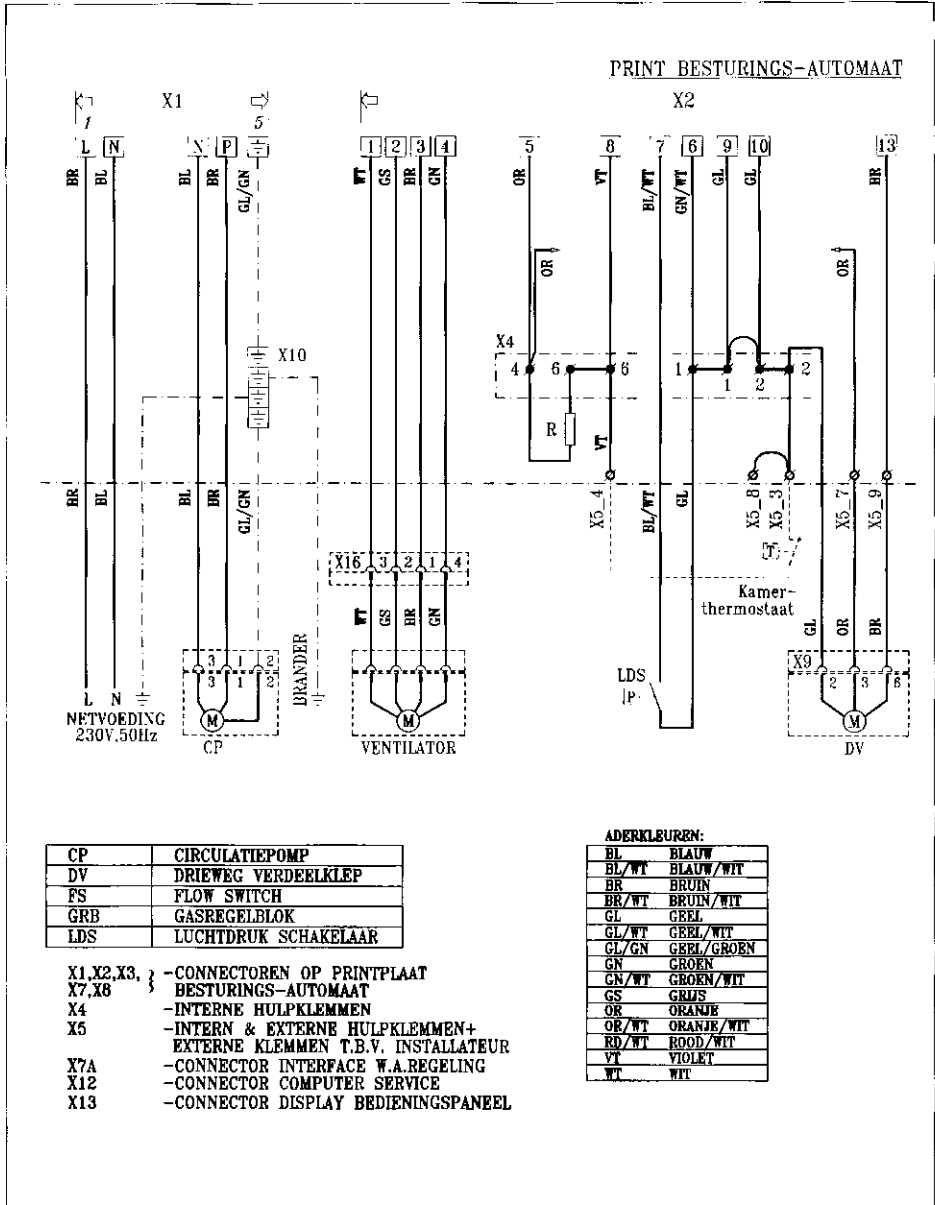 PRINT BESTURINGS-AUTOMAAT
X1 X2
1 5
L N N P 1 2 3 4 5 8 7 6 9 10 13
BR BL BL BR GL/GN WT GS BR GN OR VT BL/WT GN/WT GL GL BR
OR OR
X4
X10
4 6 6 1 1 2 2
R
VT
BR BL BL BR GL/GN BL/WT GL
X5_4 X5_8 X5_3 X5_7 X5_9
T
X16 3 2 1 4
Kamer-
thermostaat
WT GS BR GN GL OR BR
BRANDER
3 1 2
3 1 2
X9
2 3 6
LDS
P
L N
M M M
NETVOEDING
230V,50Hz
CP VENTILATOR DV
CP CIRCULATIEPOMP
DV DRIEWEG VERDEELKLEP
FS FLOW SWITCH
GRB GASREGELBLOK
LDS LUCHTDRUK SCHAKELAAR
X1,X2,X3, } -CONNECTOREN OP PRINTPLAAT
X7,X8 } BESTURINGS-AUTOMAAT
X4 -INTERNE HULPKLEMMEN
X5 -INTERN & EXTERNE HULPKLEMMEN+
EXTERNE KLEMMEN T.B.V. INSTALLATEUR
X7A -CONNECTOR INTERFACE W.A.REGELING
X12 -CONNECTOR COMPUTER SERVICE
X13 -CONNECTOR DISPLAY BEDIENINGSPANEEL
ADERKLEUREN:
BL BLAUW
BL/WT BLAUW/WIT
BR BRUIN
BR/WT BRUIN/WIT
GL GEEL
GL/WT GEEL/WIT
GL/GN GEEL/GROEN
GN GROEN
GN/WT GROEN/WIT
GS GRIJS
OR ORANJE
OR/WT ORANJE/WIT
RD/WT ROOD/WIT
VT VIOLET
WT WIT